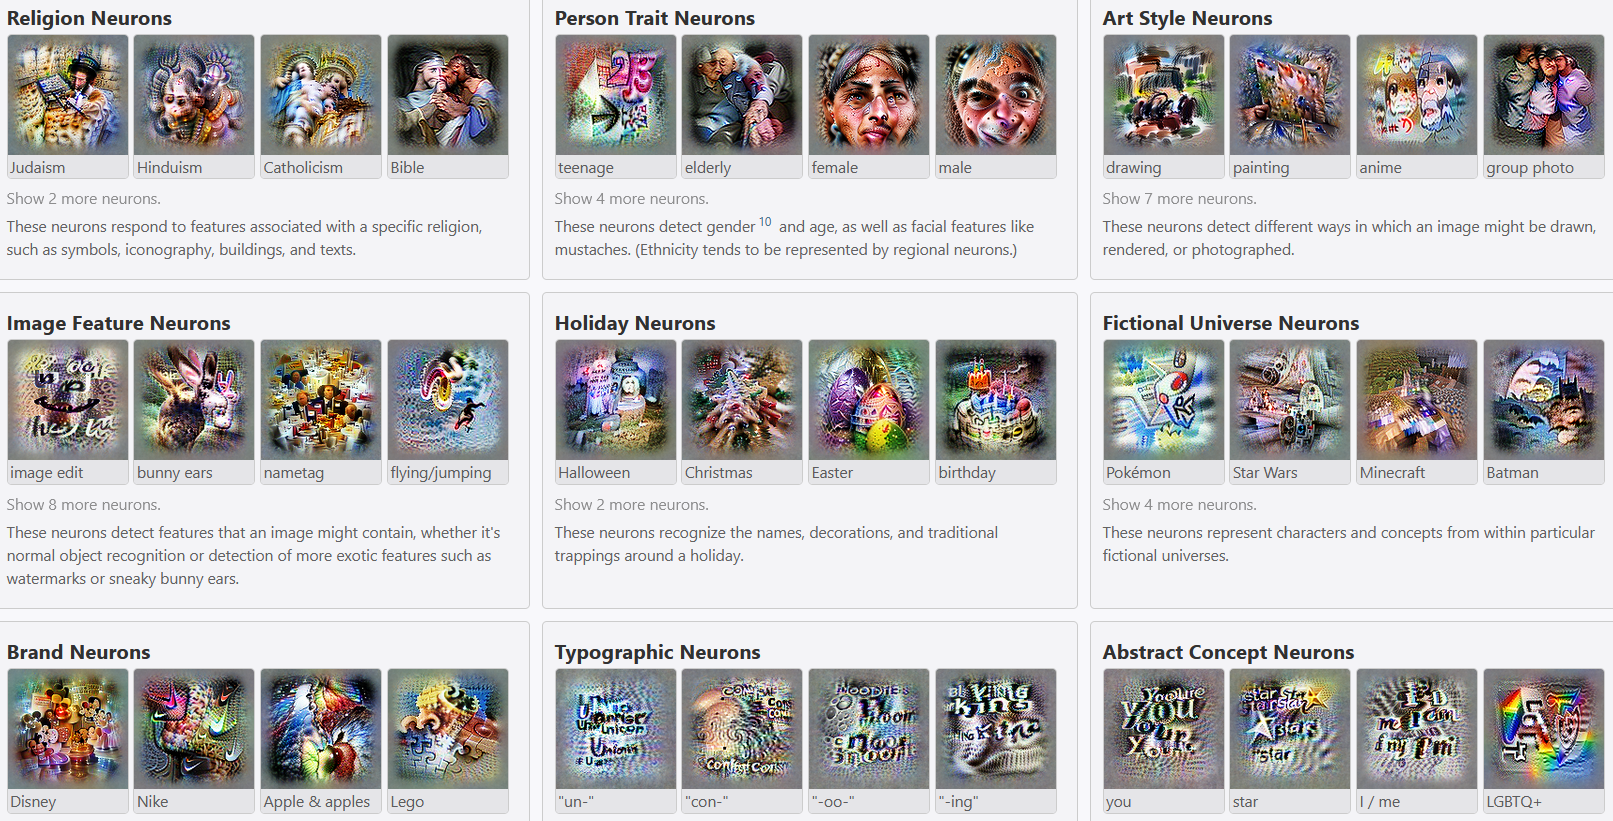 Religion Neurons
Judaism
Hinduism
Catholicism
Bible
Show 2 more neurons.
These neurons respond to features associated with a specific religion,
such as symbols, iconography, buildings, and texts.
Person Trait Neurons
teenage
elderly
female
male
Show 4 more neurons.
These neurons detect gender 10 and age, as well as facial features like
mustaches. (Ethnicity tends to be represented by regional neurons.)
Art Style Neurons
drawing
painting
anime
group photo
Show 7 more neurons.
These neurons detect different ways in which an image might be drawn,
rendered, or photographed.
Image Feature Neurons
image edit
bunny ears
nametag
flying/jumping
Show 8 more neurons.
These neurons detect features that an image might contain, whether it's
normal object recognition or detection of more exotic features such as
watermarks or sneaky bunny ears.
Holiday Neurons
Halloween
Christmas
Easter
birthday
Show 2 more neurons.
These neurons recognize the names, decorations, and traditional
trappings around a holiday.
Fictional Universe Neurons
Pokémon
Star Wars
Minecraft
Batman
Show 4 more neurons.
These neurons represent characters and concepts from within particular
fictional universes.
Brand Neurons
Disney
Nike
Apple & apples
Lego
Typographic Neurons
"un-"
"con-"
"-oo-"
"-ing"
Abstract Concept Neurons
you
star
I / me
LGBTQ+